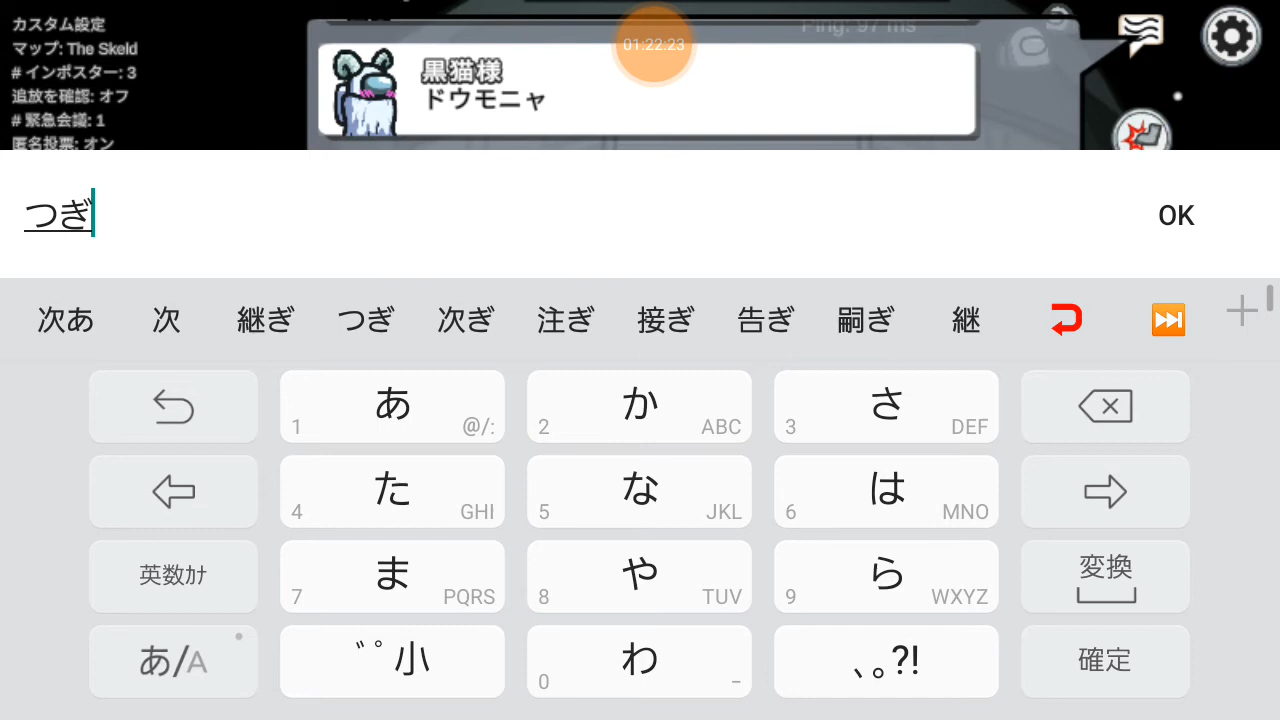 カスタム設定
マップ: The Skeld
# インポスター: 3
追放を確認: オフ
# 緊急会議: 1
匿名投票: オン
Ping: 97 ms
01:22:23
黒猫様
ドウモニャ
つぎ
OK
次あ 次 継ぎ つぎ 次ぎ 注ぎ 接ぎ 告ぎ 嗣ぎ 継
あ 1 @/:
か 2 ABC
さ 3 DEF
た 4 GHI
な 5 JKL
は 6 MNO
英数カナ
ま 7 PQRS
や 8 TUV
ら 9 WXYZ
変換
あ/A
゛゜小
わ 0 –
、。?!
確定